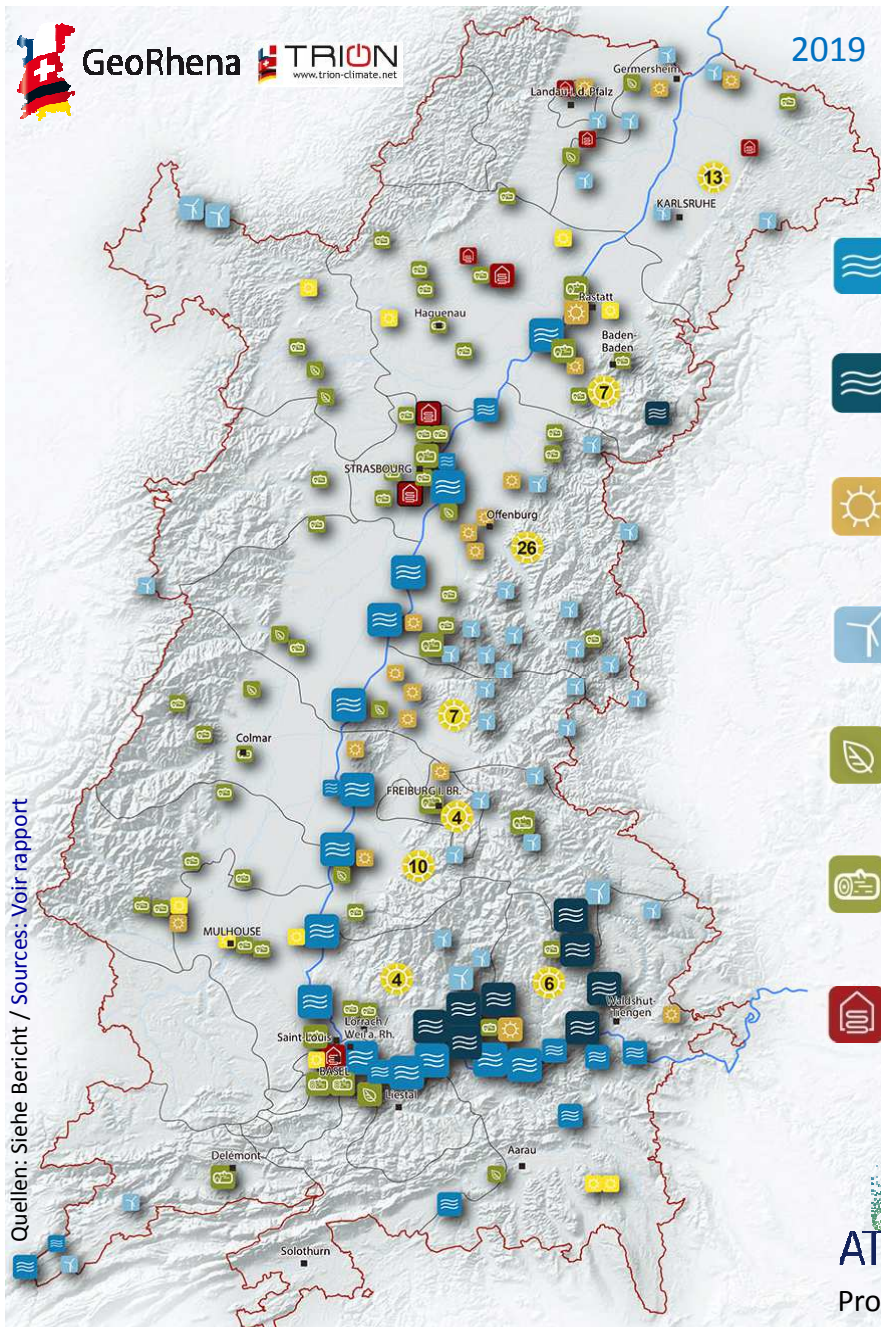 GeoRhena
TRION
www.trion-climate.net
2019
Germersheim
Landau i.d. Pfalz
13
KARLSRUHE
Rastatt
Haguenau
Baden-
Baden
7
STRASBOURG
Offenburg
26
7
Colmar
FREIBURG I. BR.
4
10
MULHOUSE
4
6
Waldshut-
Tiengen
Lörrach /
Weil a. Rh.
Saint-Louis
BASEL
Liestal
Delémont
Aarau
Solothurn
Quellen: Siehe Bericht / Sources: Voir rapport
AT
Pro